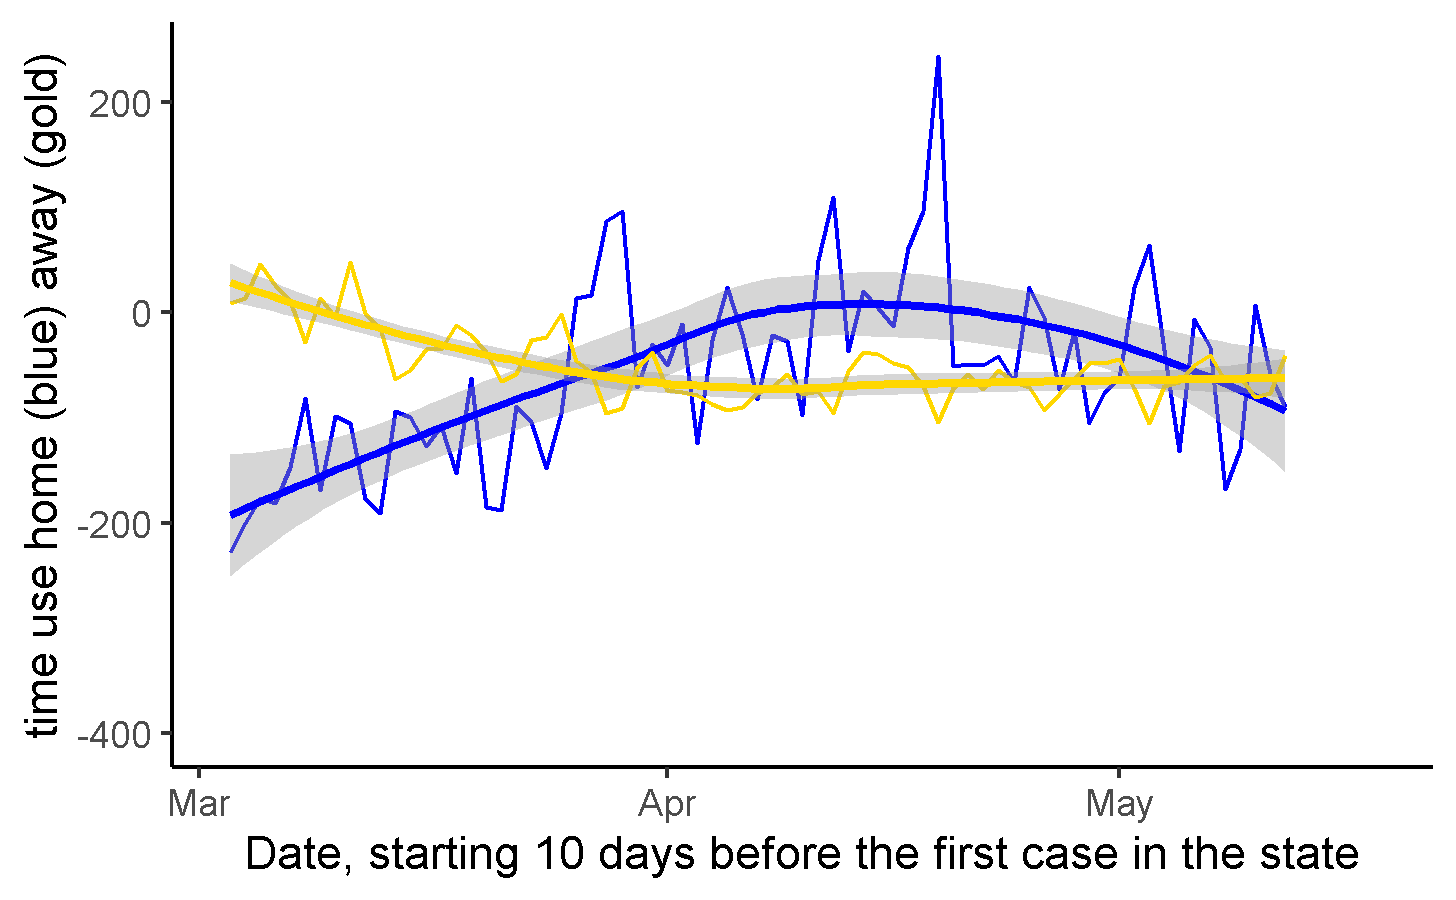 time use home (blue) away (gold)
200
0
-200
-400
Mar
Apr
May
Date, starting 10 days before the first case in the state